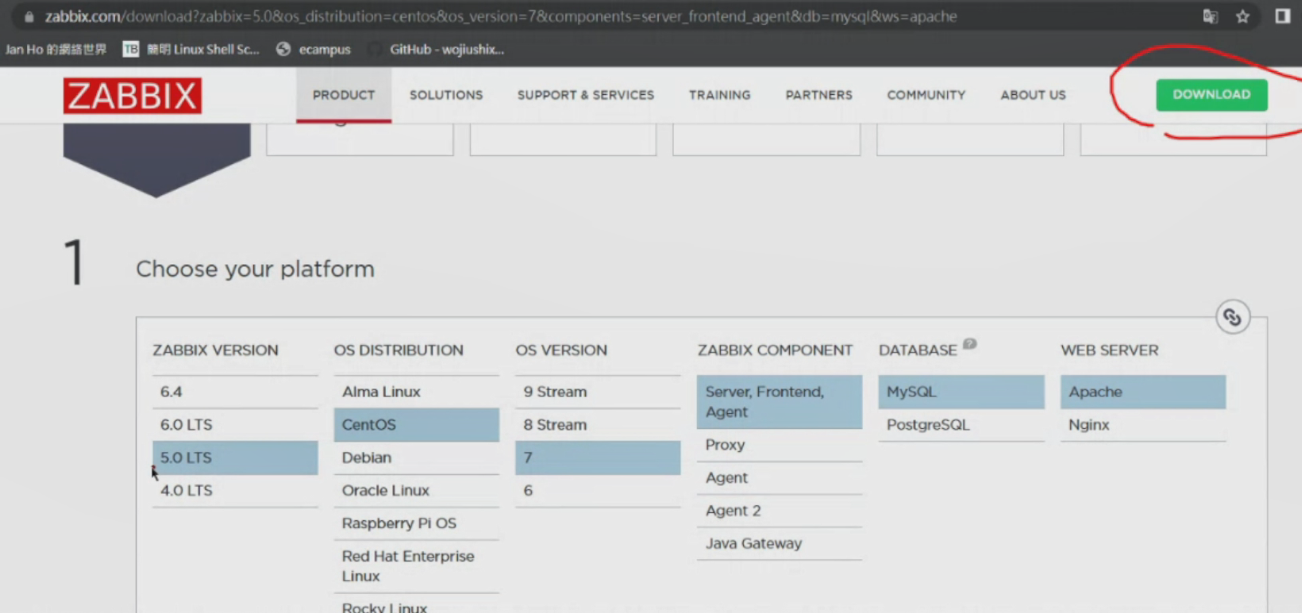 zabbix.com/download?zabbix=5.0&os_distribution=centos&os_version=7&components=server_frontend_agent&db=mysql&ws=apache
Jan Ho 的網絡世界 TB 簡明 Linux Shell Sc... ecampus GitHub - wojiushix...
ZABBIX PRODUCT SOLUTIONS SUPPORT & SERVICES TRAINING PARTNERS COMMUNITY ABOUT US DOWNLOAD
1 Choose your platform
ZABBIX VERSION OS DISTRIBUTION OS VERSION ZABBIX COMPONENT DATABASE ? WEB SERVER
6.4 Alma Linux 9 Stream Server, Frontend, MySQL Apache
Agent
6.0 LTS CentOS 8 Stream PostgreSQL Nginx
Proxy
5.0 LTS Debian 7
Agent
4.0 LTS Oracle Linux 6
Agent 2
Raspberry Pi OS
Java Gateway
Red Hat Enterprise
Linux
Rocky Linux